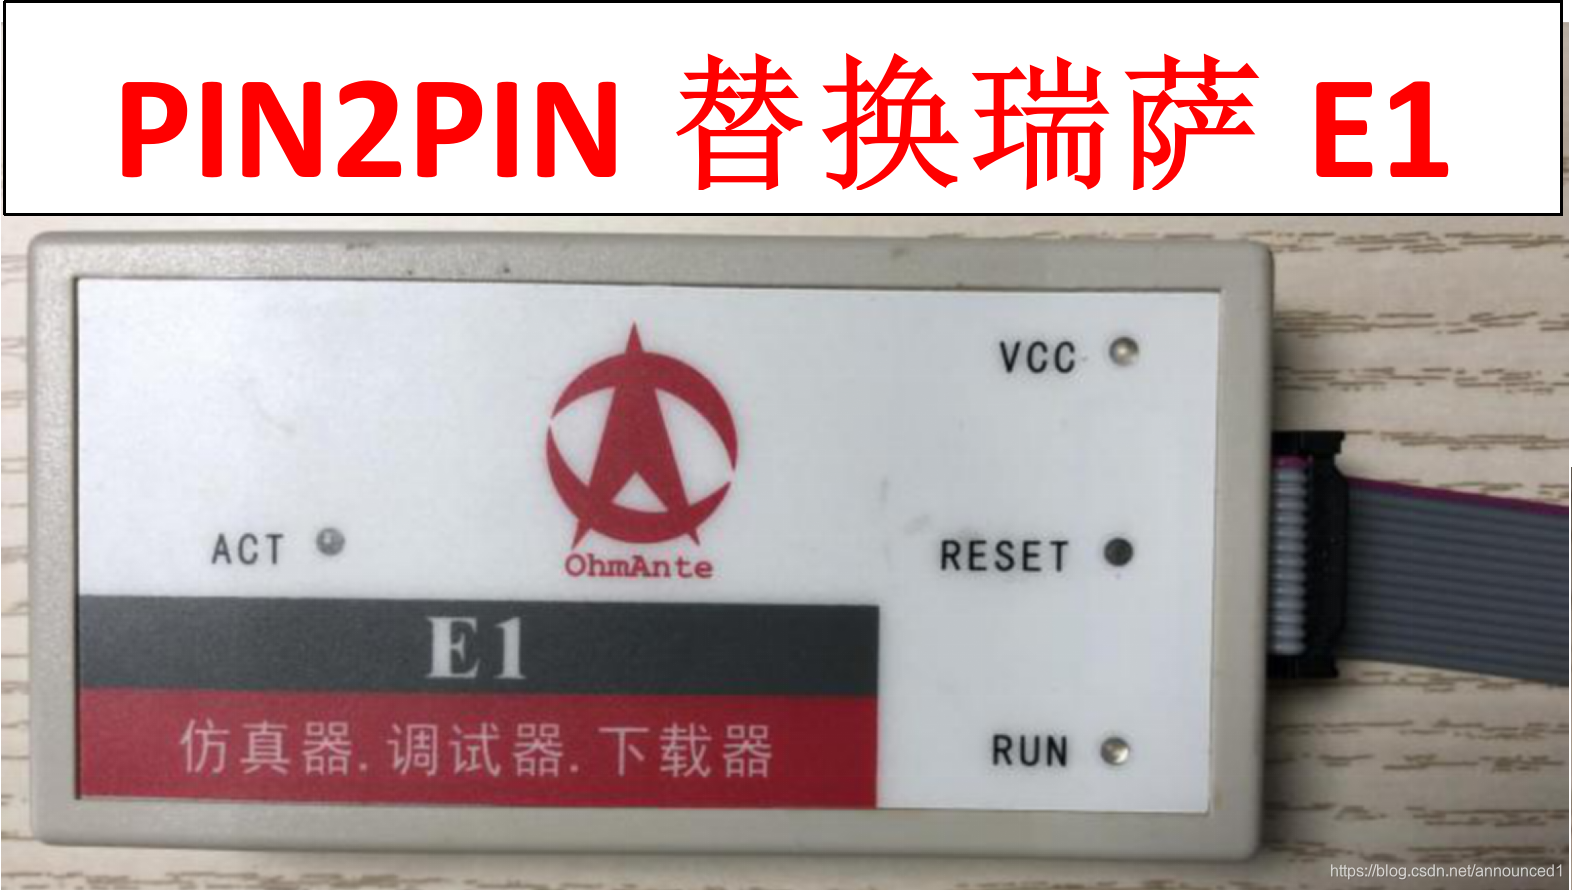 PIN2PIN 替换瑞萨 E1
VCC
OhmAnte
ACT
RESET
E1
仿真器.调试器.下载器
RUN
https://blog.csdn.net/announced1